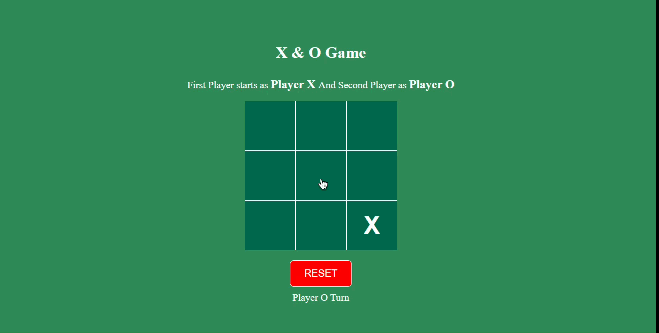 X & O Game
First Player starts as Player X And Second Player as Player O
X
RESET
Player O Turn